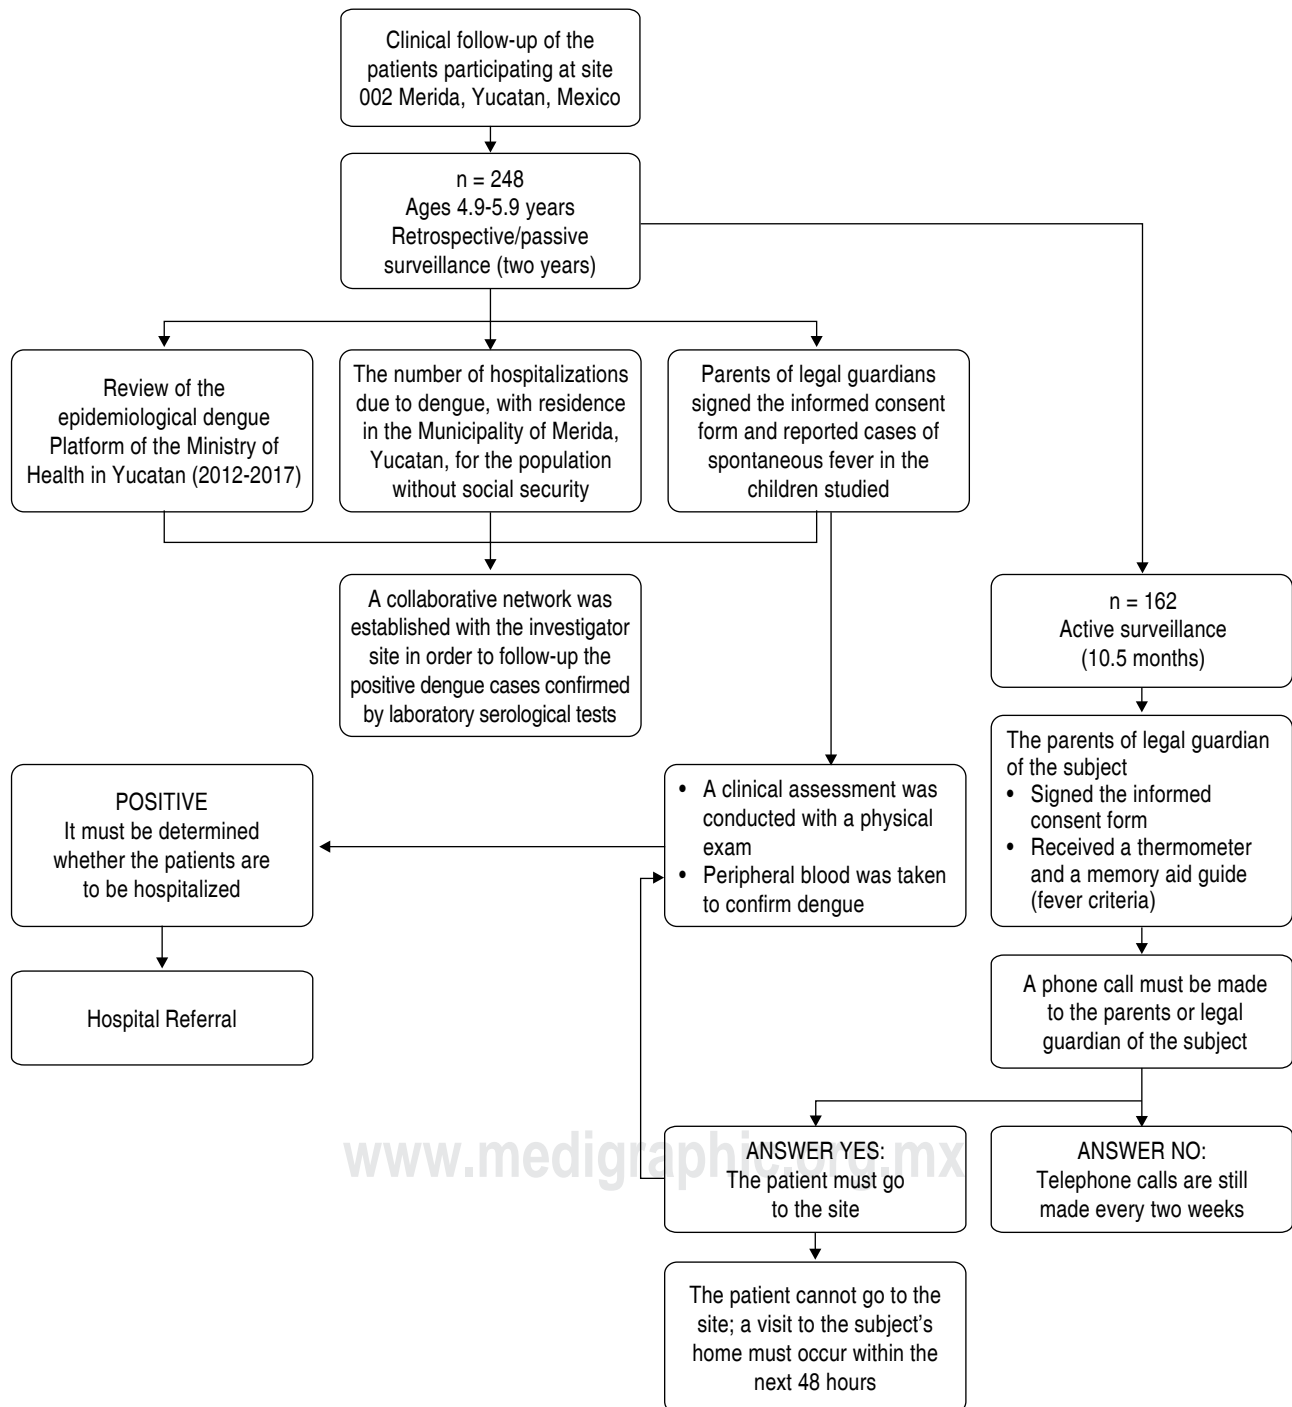 Clinical follow-up of the
patients participating at site
002 Merida, Yucatan, Mexico
n = 248
Ages 4.9-5.9 years
Retrospective/passive
surveillance (two years)
Review of the
epidemiological dengue
Platform of the Ministry of
Health in Yucatan (2012-2017)
The number of hospitalizations
due to dengue, with residence
in the Municipality of Merida,
Yucatan, for the population
without social security
Parents of legal guardians
signed the informed consent
form and reported cases of
spontaneous fever in the
children studied
A collaborative network was
established with the investigator
site in order to follow-up the
positive dengue cases confirmed
by laboratory serological tests
n = 162
Active surveillance
(10.5 months)
The parents of legal guardian
of the subject
• Signed the informed
consent form
• Received a thermometer
and a memory aid guide
(fever criteria)
POSITIVE
It must be determined
whether the patients are
to be hospitalized
• A clinical assessment was
conducted with a physical
exam
• Peripheral blood was taken
to confirm dengue
Hospital Referral
A phone call must be made
to the parents or legal
guardian of the subject
ANSWER YES:
The patient must go
to the site
ANSWER NO:
Telephone calls are still
made every two weeks
The patient cannot go to the
site; a visit to the subject's
home must occur within the
next 48 hours
www.medigraphic.org.mx